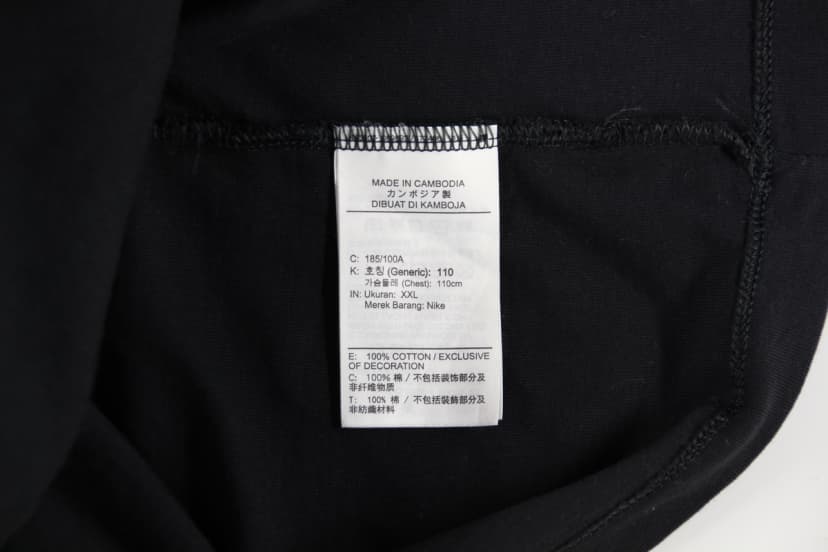 MADE IN CAMBODIA
カンボジア製
DIBUAT DI KAMBOJA
C: 185/100A
K: 호칭 (Generic): 110
가슴둘레 (Chest): 110cm
IN: Ukuran: XXL
Merek Barang: Nike
E: 100% COTTON / EXCLUSIVE
OF DECORATION
C: 100% 棉 / 不包括装饰部分及
非纤维物质
T: 100% 棉 / 不包括裝飾部分及
非紡織材料